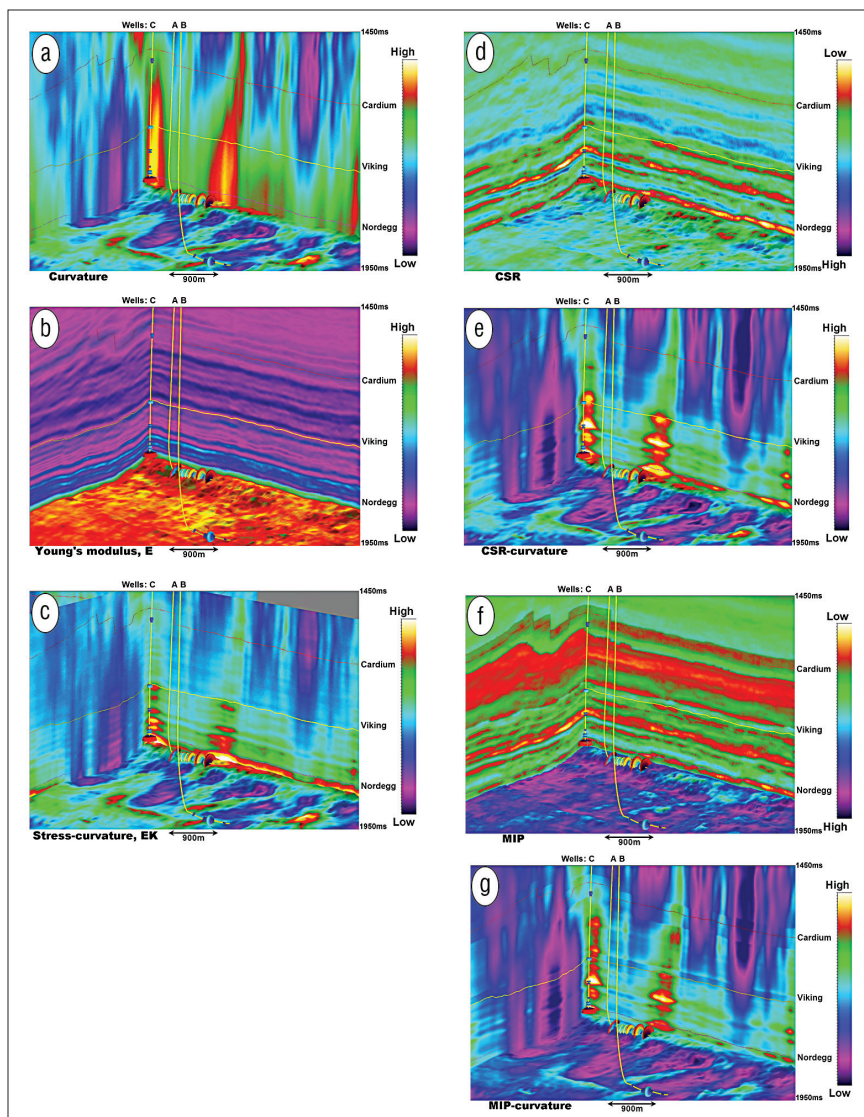 a
Wells: C A B
1450ms
High
Cardium
Viking
Nordegg
1950ms
Low
Curvature
900m
b
Wells: C A B
1450ms
High
Cardium
Viking
Nordegg
1950ms
Low
Young's modulus, E
900m
c
Wells: C A B
1450ms
High
Cardium
Viking
Nordegg
1950ms
Low
Stress-curvature, EK
900m
d
Wells: C A B
1450ms
Low
Cardium
Viking
Nordegg
1950ms
High
CSR
900m
e
Wells: C A B
1450ms
High
Cardium
Viking
Nordegg
1950ms
Low
CSR-curvature
900m
f
Wells: C A B
1450ms
Low
Cardium
Viking
Nordegg
1950ms
High
MIP
900m
g
Wells: C A B
1450ms
High
Cardium
Viking
Nordegg
1950ms
Low
MIP-curvature
900m